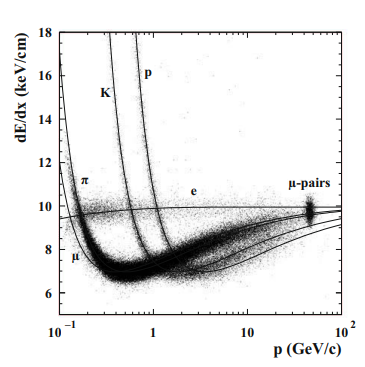 dE/dx (keV/cm)
18
16
14
12
10
8
6
K
p
π
e
μ-pairs
μ
10 -1
1
10
10 2
p (GeV/c)